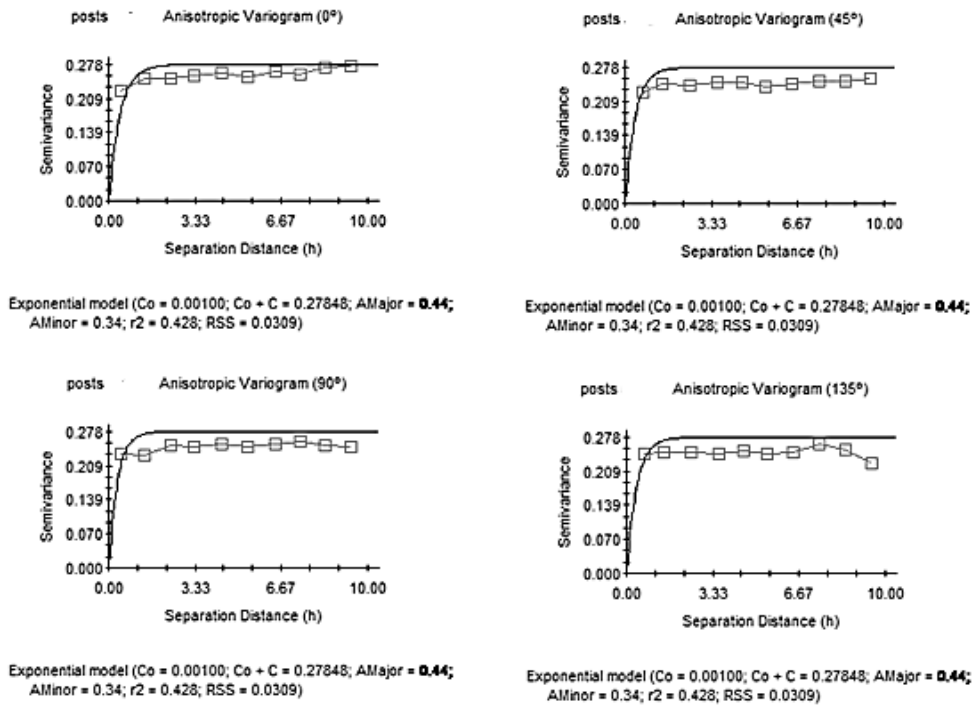 posts Anisotropic Variogram (0º)
0.278
0.209
0.139
0.070
0.000
Semivariance
0.00 3.33 6.67 10.00
Separation Distance (h)
Exponential model (Co = 0.00100; Co + C = 0.27848; AMajor = 0.44;
AMinor = 0.34; r2 = 0.428; RSS = 0.0309)
posts Anisotropic Variogram (45º)
0.278
0.209
0.139
0.070
0.000
Semivariance
0.00 3.33 6.67 10.00
Separation Distance (h)
Exponential model (Co = 0.00100; Co + C = 0.27848; AMajor = 0.44;
AMinor = 0.34; r2 = 0.428; RSS = 0.0309)
posts Anisotropic Variogram (90º)
0.278
0.209
0.139
0.070
0.000
Semivariance
0.00 3.33 6.67 10.00
Separation Distance (h)
Exponential model (Co = 0.00100; Co + C = 0.27848; AMajor = 0.44;
AMinor = 0.34; r2 = 0.428; RSS = 0.0309)
posts Anisotropic Variogram (135º)
0.278
0.209
0.139
0.070
0.000
Semivariance
0.00 3.33 6.67 10.00
Separation Distance (h)
Exponential model (Co = 0.00100; Co + C = 0.27848; AMajor = 0.44;
AMinor = 0.34; r2 = 0.428; RSS = 0.0309)